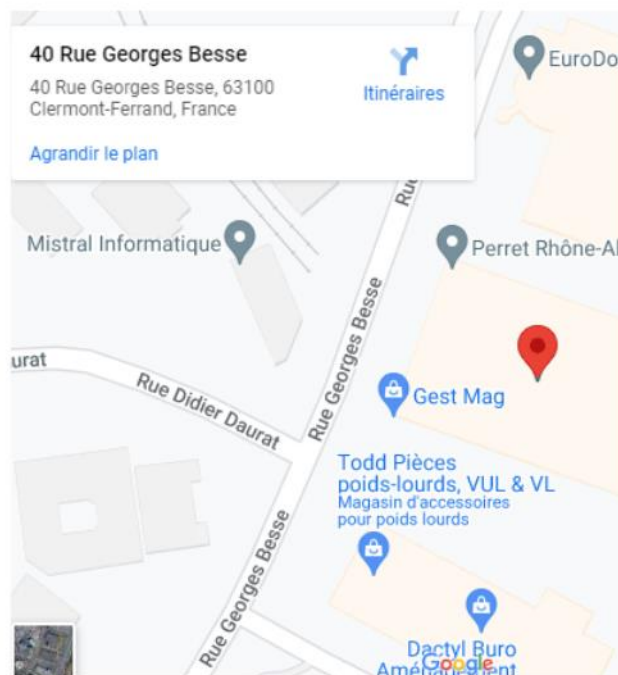 40 Rue Georges Besse
40 Rue Georges Besse, 63100
Clermont-Ferrand, France
Itinéraires
Agrandir le plan
EuroDo
Rue
Mistral Informatique
Perret Rhône-Al
Rue Georges Besse
urat
Rue Didier Daurat
Gest Mag
Todd Pièces
poids-lourds, VUL & VL
Magasin d'accessoires
pour poids lourds
Rue Georges Besse
Dactyl Buro
Aménagement
Google